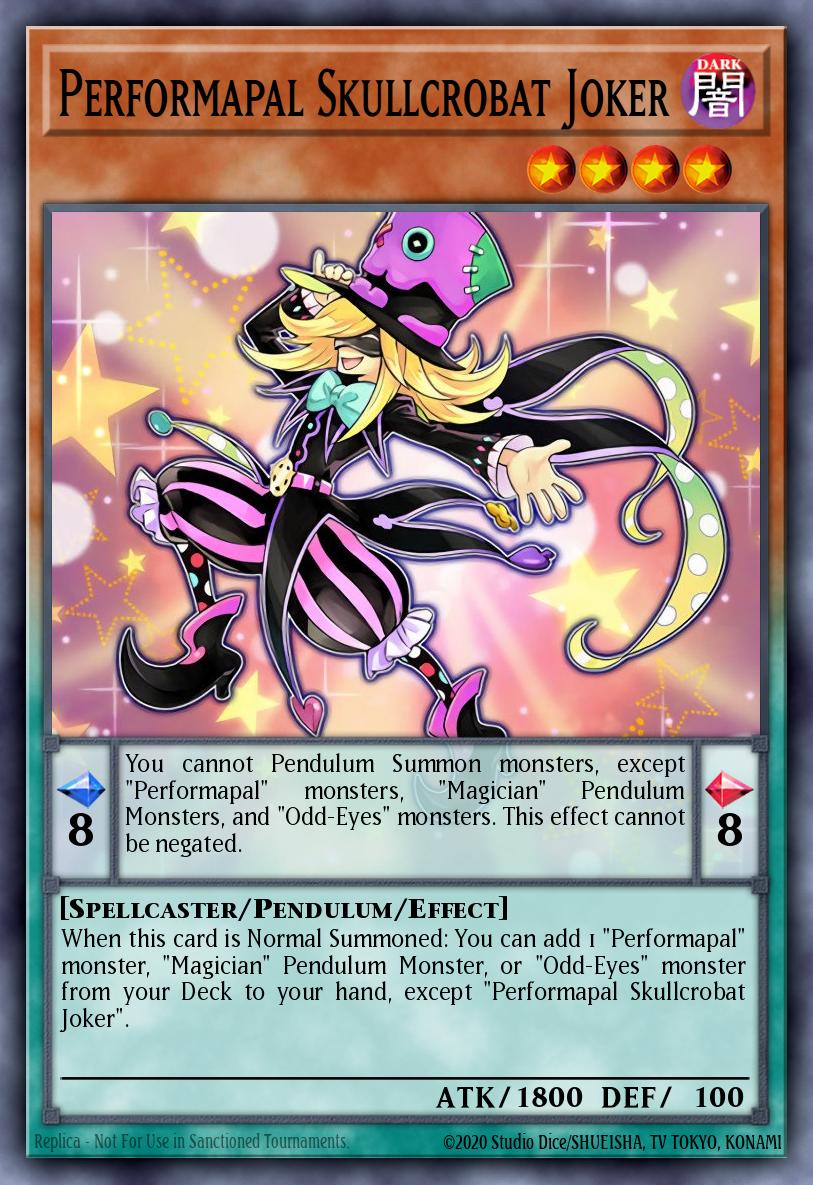 Performapal Skullcrobat Joker
DARK
闇
You cannot Pendulum Summon monsters, except
"Performapal" monsters, "Magician" Pendulum
Monsters, and "Odd-Eyes" monsters. This effect cannot
be negated.
8
8
[Spellcaster/Pendulum/Effect]
When this card is Normal Summoned: You can add 1 "Performapal"
monster, "Magician" Pendulum Monster, or "Odd-Eyes" monster
from your Deck to your hand, except "Performapal Skullcrobat
Joker".
ATK/1800 DEF/ 100
Replica - Not For Use in Sanctioned Tournaments.
©2020 Studio Dice/SHUEISHA, TV TOKYO, KONAMI